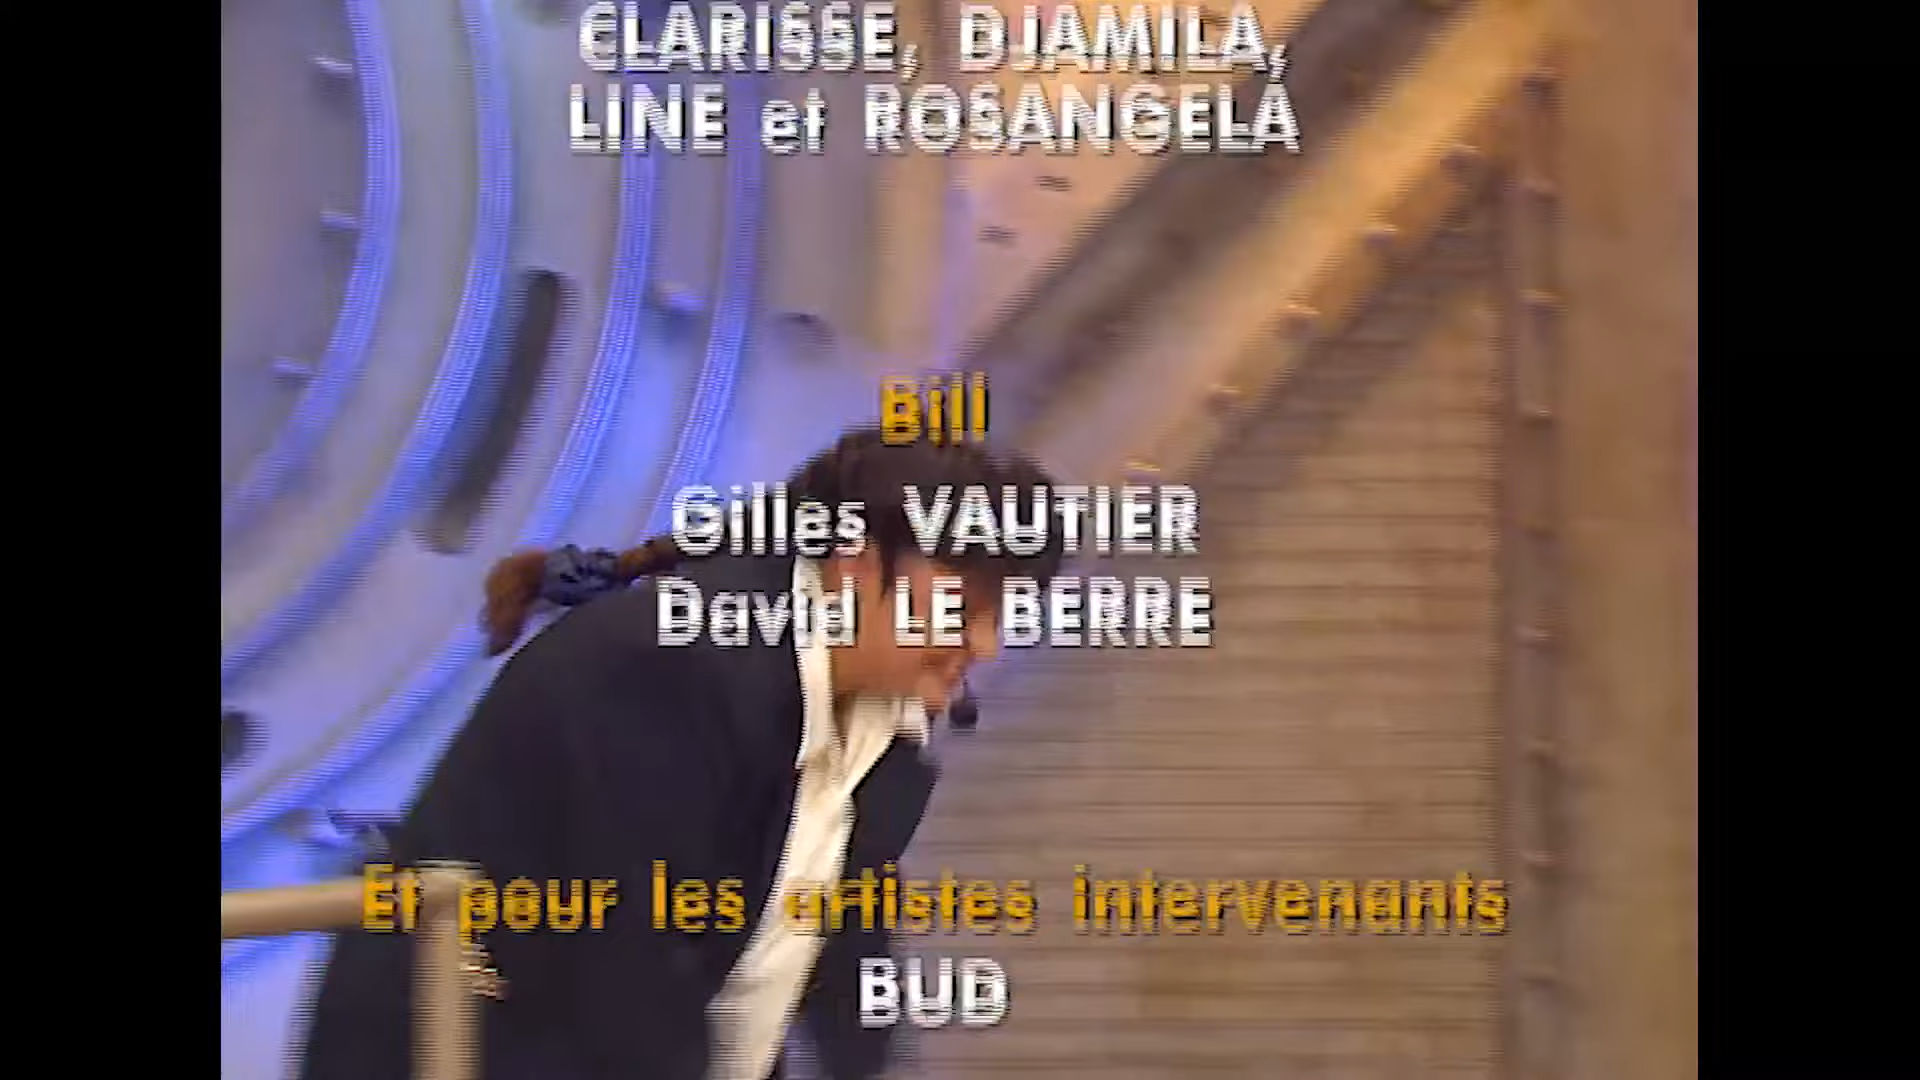 CLARISSE, DJAMILA,
LINE et ROSANGELA
Bill
Gilles VAUTIER
David LE BERRE
Et pour les artistes intervenants
BUD